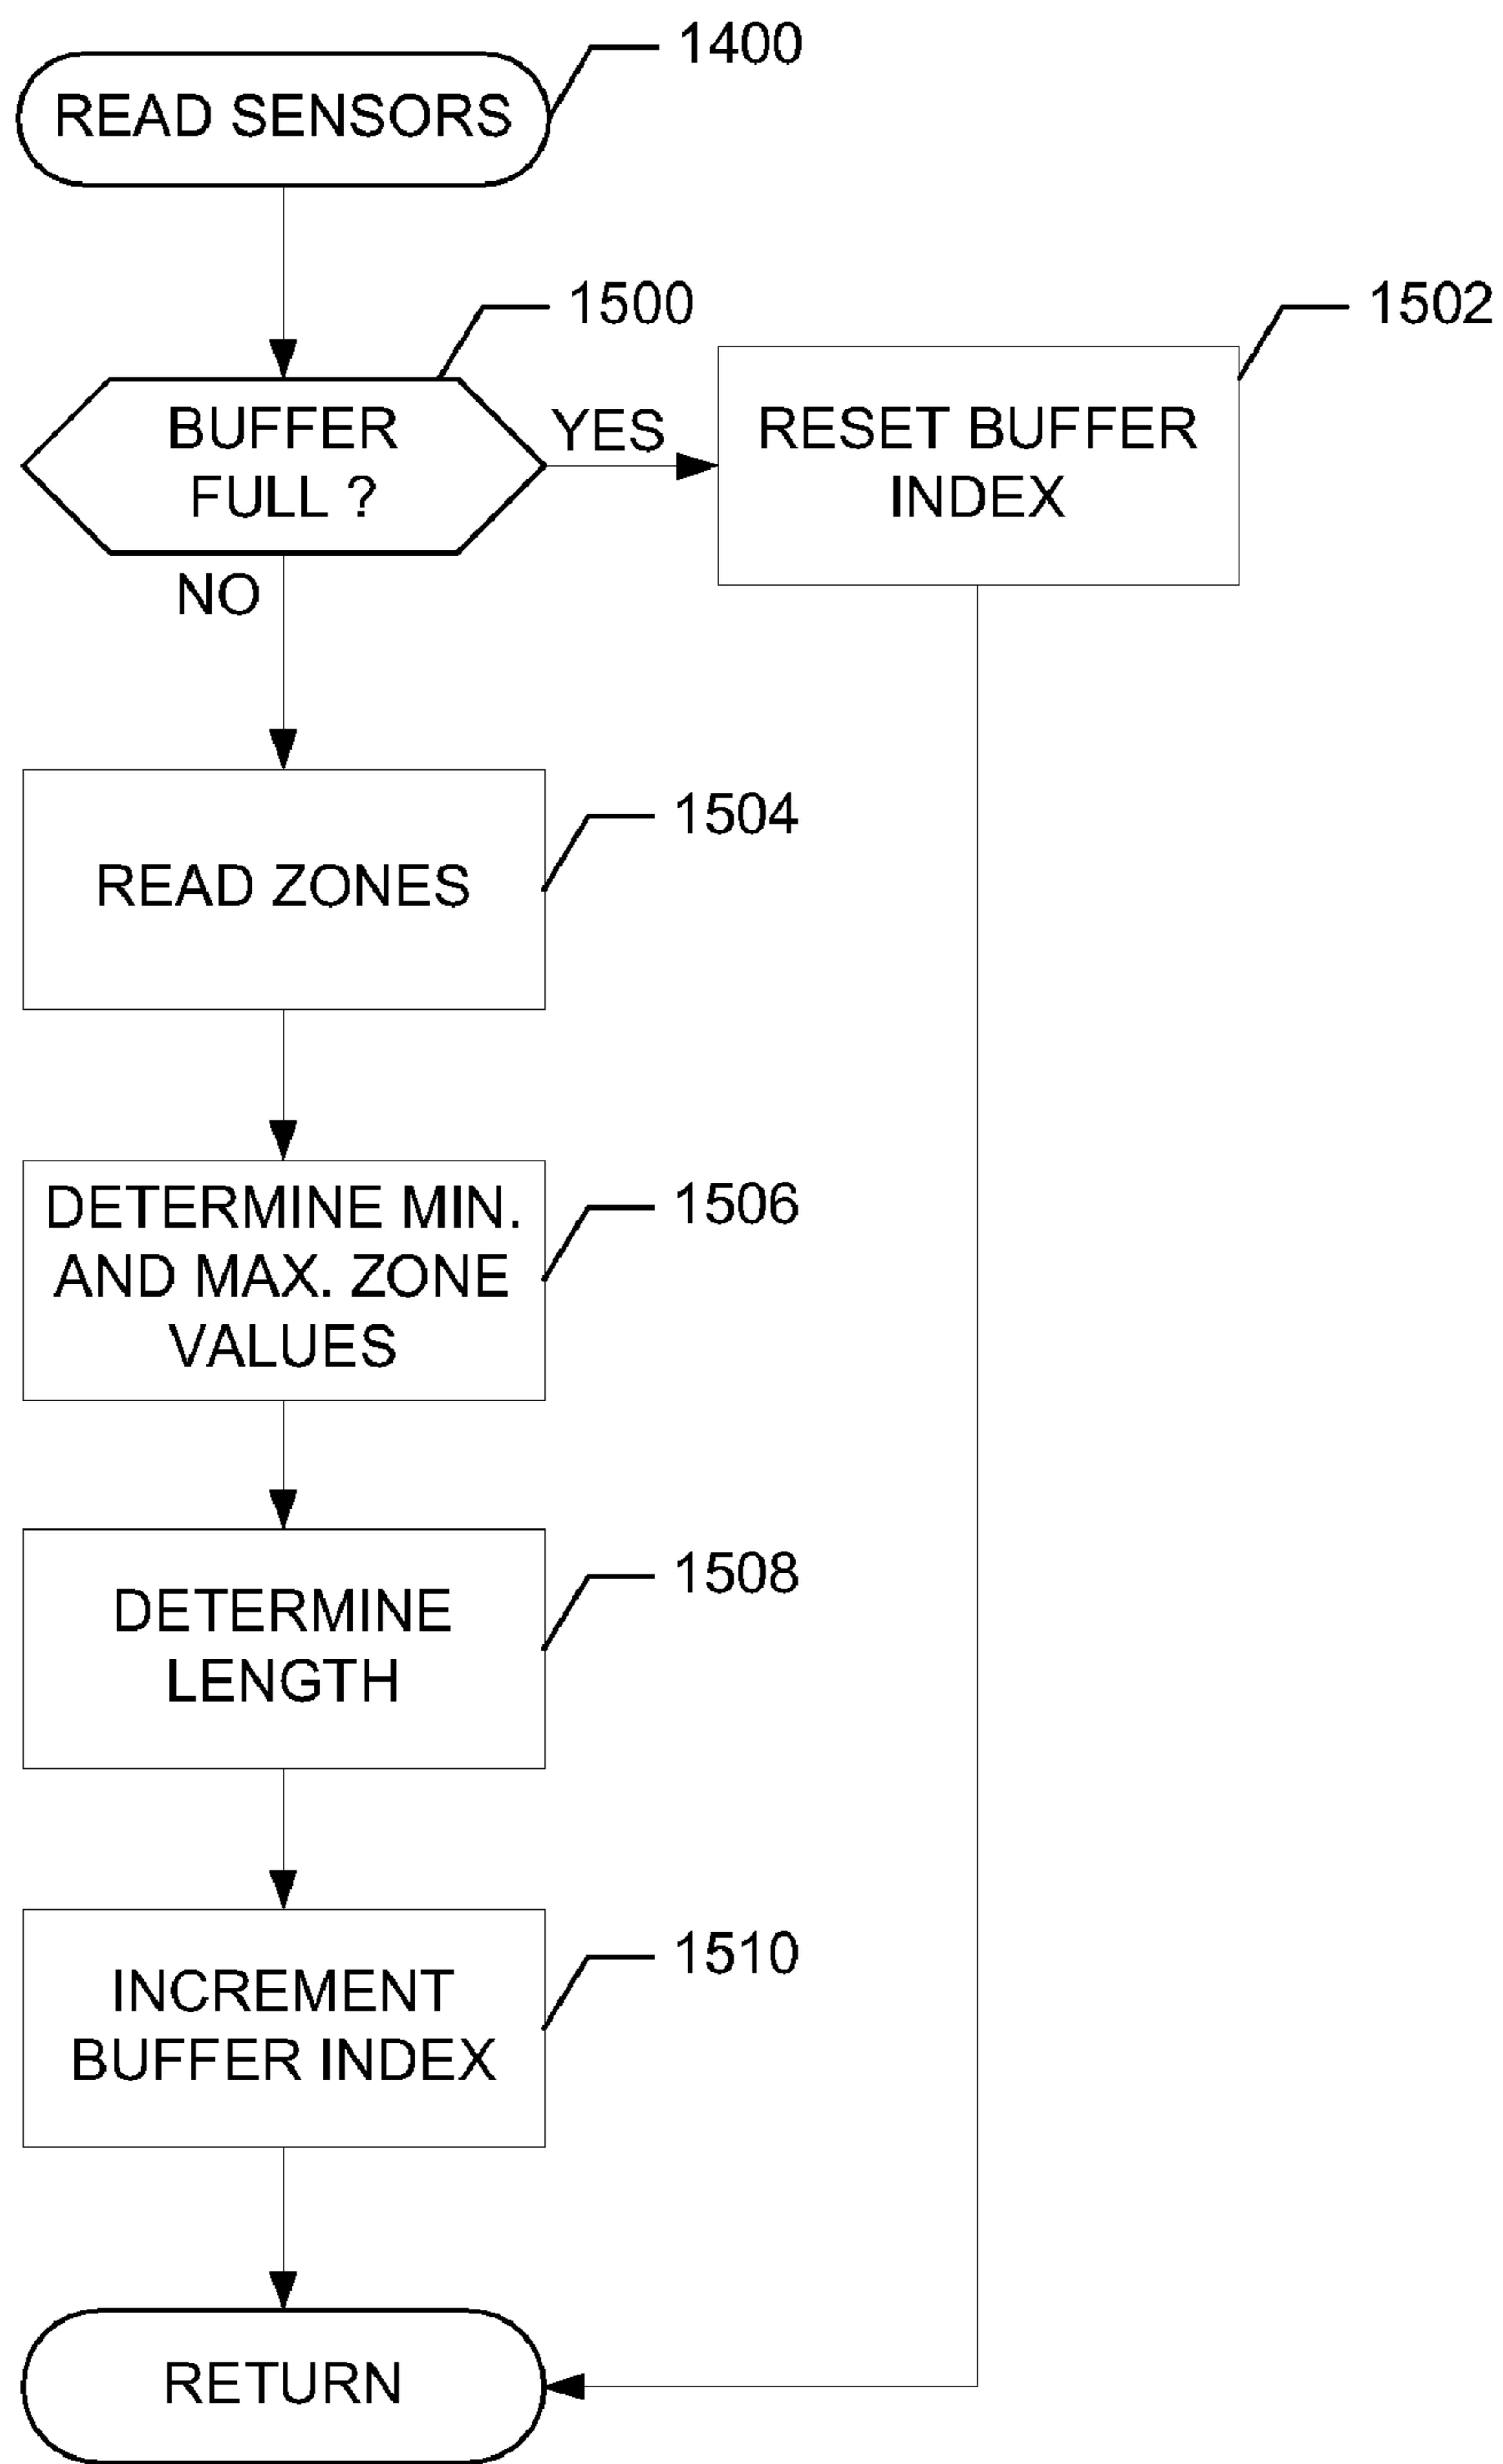 1400
READ SENSORS
1500
1502
BUFFER
FULL ?
YES
RESET BUFFER
INDEX
NO
1504
READ ZONES
1506
DETERMINE MIN.
AND MAX. ZONE
VALUES
1508
DETERMINE
LENGTH
1510
INCREMENT
BUFFER INDEX
RETURN